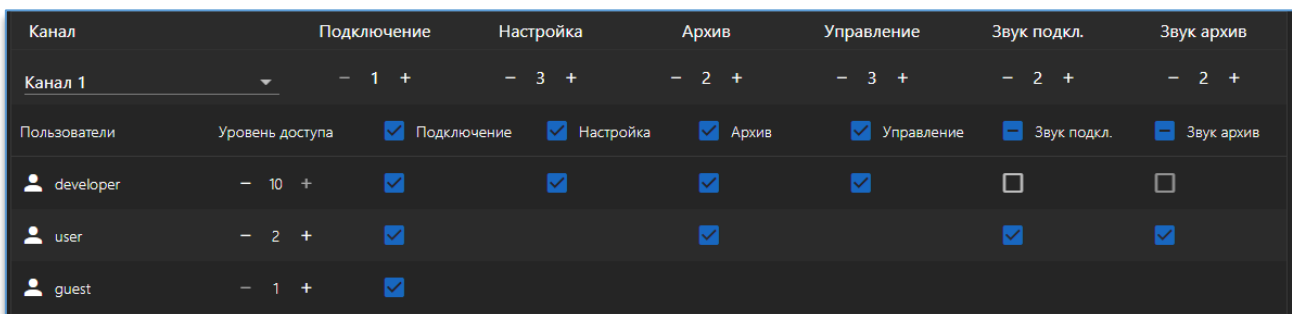 Канал Подключение Настройка Архив Управление Звук подкл. Звук архив
Канал 1 − 1 + − 3 + − 2 + − 3 + − 2 + − 2 +
Пользователи Уровень доступа Подключение Настройка Архив Управление Звук подкл. Звук архив
developer − 10 +
user − 2 +
guest − 1 +